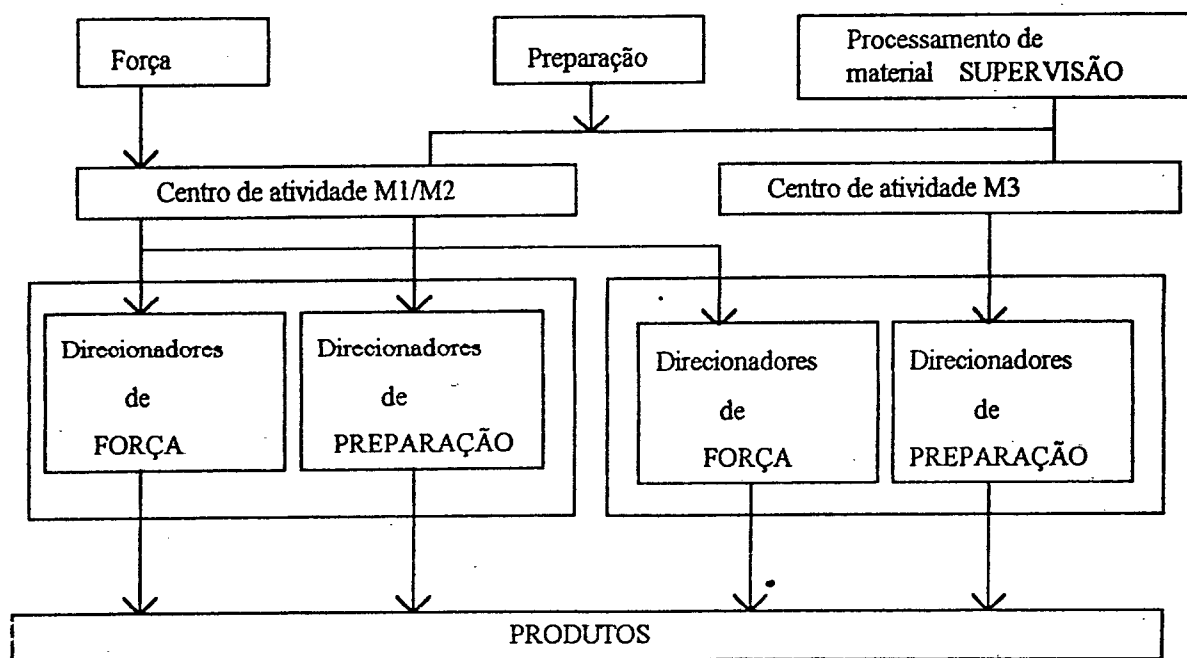 Força
Preparação
Processamento de
material SUPERVISÃO
Centro de atividade M1/M2
Centro de atividade M3
Direcionadores
de
FORÇA
Direcionadores
de
PREPARAÇÃO
Direcionadores
de
FORÇA
Direcionadores
de
PREPARAÇÃO
PRODUTOS